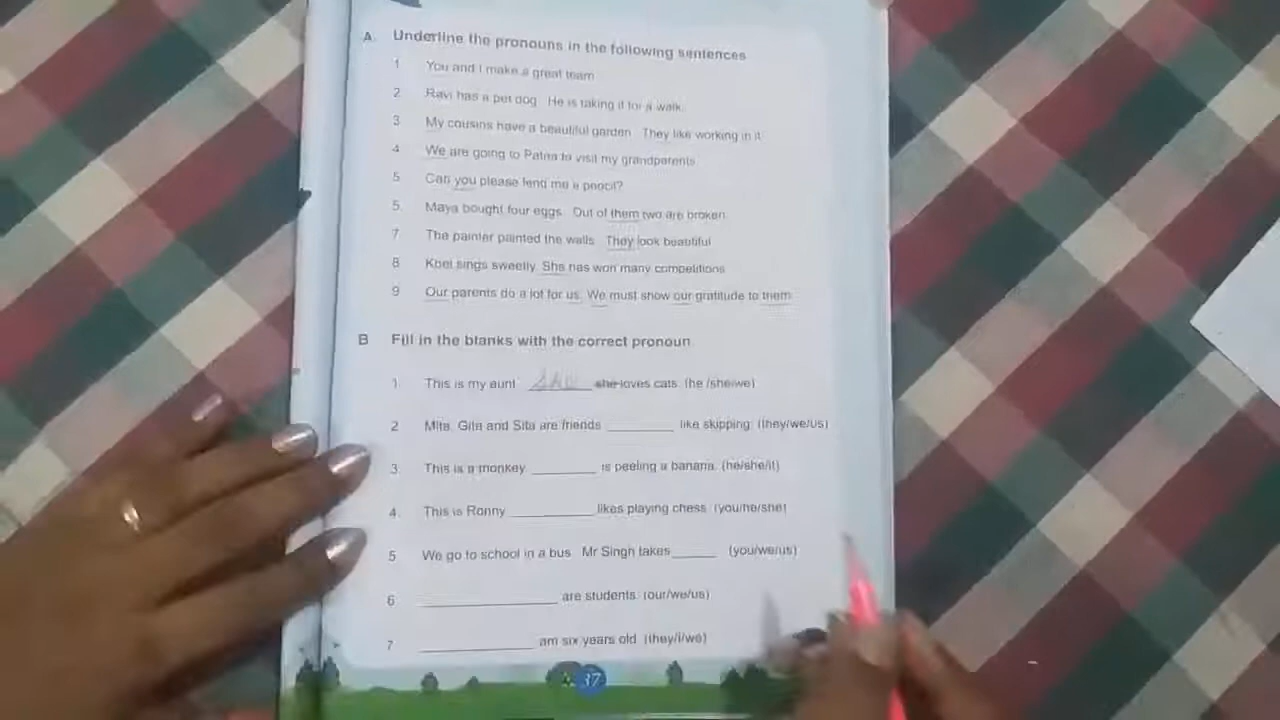 A. Underline the pronouns in the following sentences
1 You and I make a great team
2 Ravi has a pet dog. He is taking it for a walk.
3 My cousins have a beautiful garden. They like working in it
4 We are going to Patna to visit my grandparents
5 Can you please lend me a pencil?
5. Maya bought four eggs. Out of them two are broken
7 The painter painted the walls. They look beautiful
8 Koel sings sweetly. She has won many competitions
9 Our parents do a lot for us. We must show our gratitude to them
B Fill in the blanks with the correct pronoun
1. This is my aunt she she loves cats. (he /she/we)
2 Mita, Gita and Sita are friends ________ like skipping. (they/we/us)
3. This is a monkey ________ is peeling a banana. (he/she/it)
4. This is Ronny __________ likes playing chess. (you/he/she)
5 We go to school in a bus. Mr Singh takes _____ (you/we/us)
6 ________________ are students. (our/we/us)
7 ______________ am six years old. (they/I/we)
A 37